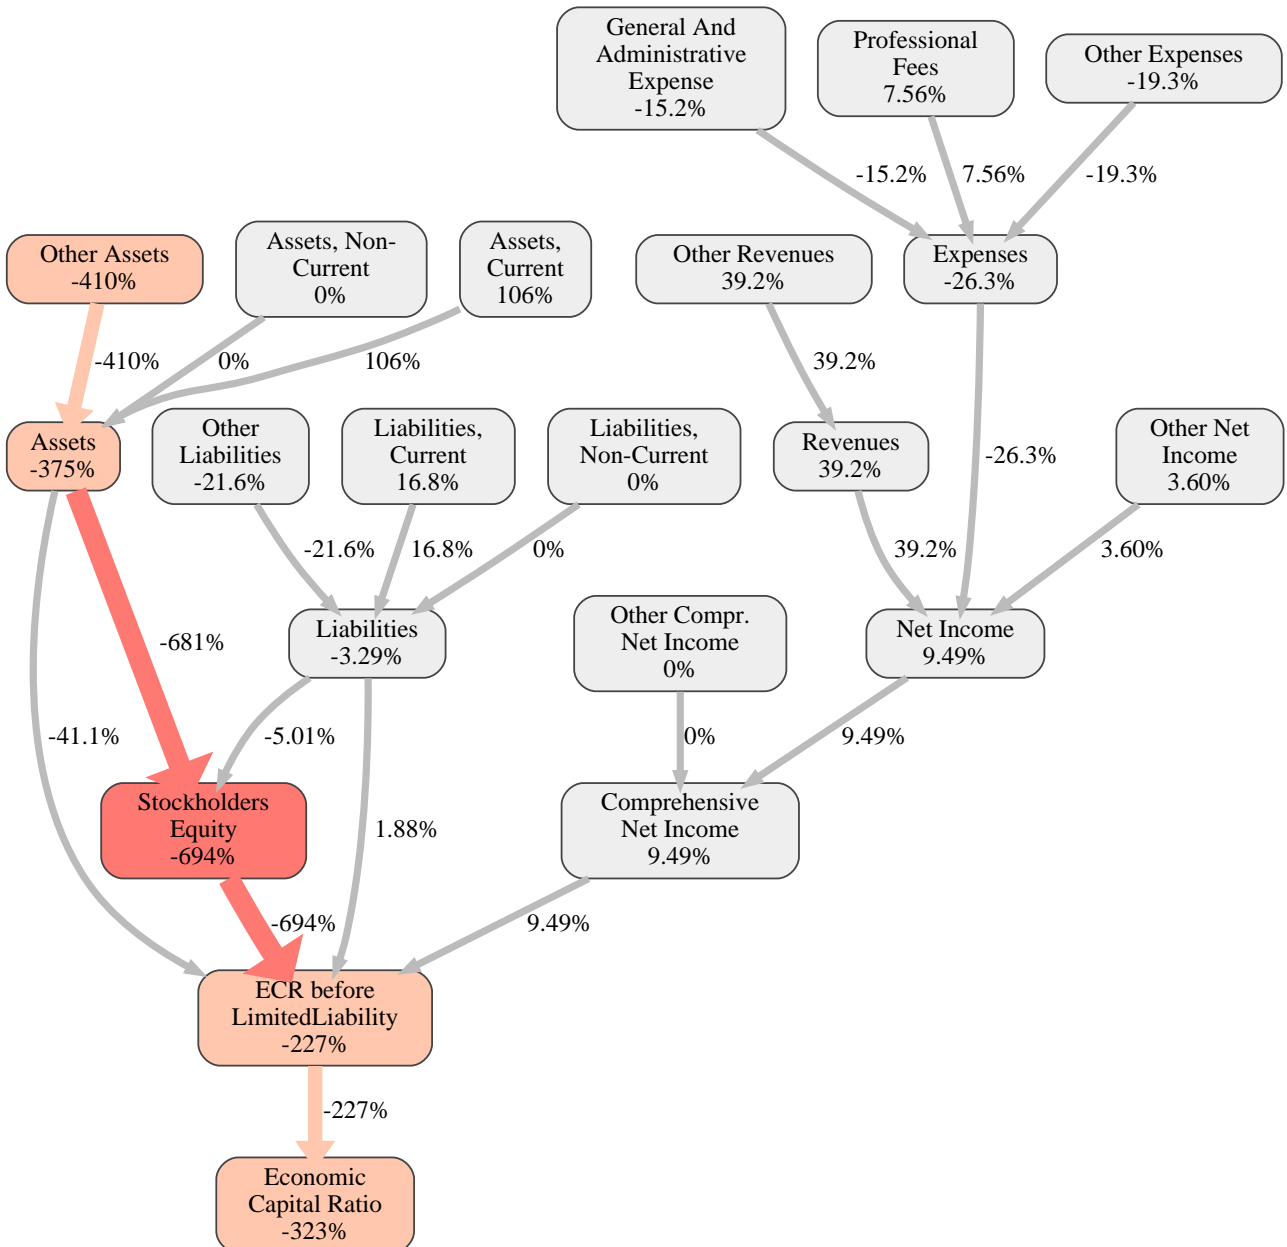 General And
Administrative
Expense
-15.2%
Professional
Fees
7.56%
Other Expenses
-19.3%
-15.2%
7.56%
-19.3%
Other Assets
-410%
Assets, Non-
Current
0%
Assets,
Current
106%
Other Revenues
39.2%
Expenses
-26.3%
-410%
0%
106%
39.2%
Assets
-375%
Other
Liabilities
-21.6%
Liabilities,
Current
16.8%
Liabilities,
Non-Current
0%
Revenues
39.2%
-26.3%
Other Net
Income
3.60%
-21.6%
16.8%
0%
39.2%
3.60%
-681%
Liabilities
-3.29%
Other Compr.
Net Income
0%
Net Income
9.49%
-41.1%
-5.01%
0%
9.49%
Stockholders
Equity
-694%
1.88%
Comprehensive
Net Income
9.49%
-694%
9.49%
ECR before
LimitedLiability
-227%
-227%
Economic
Capital Ratio
-323%